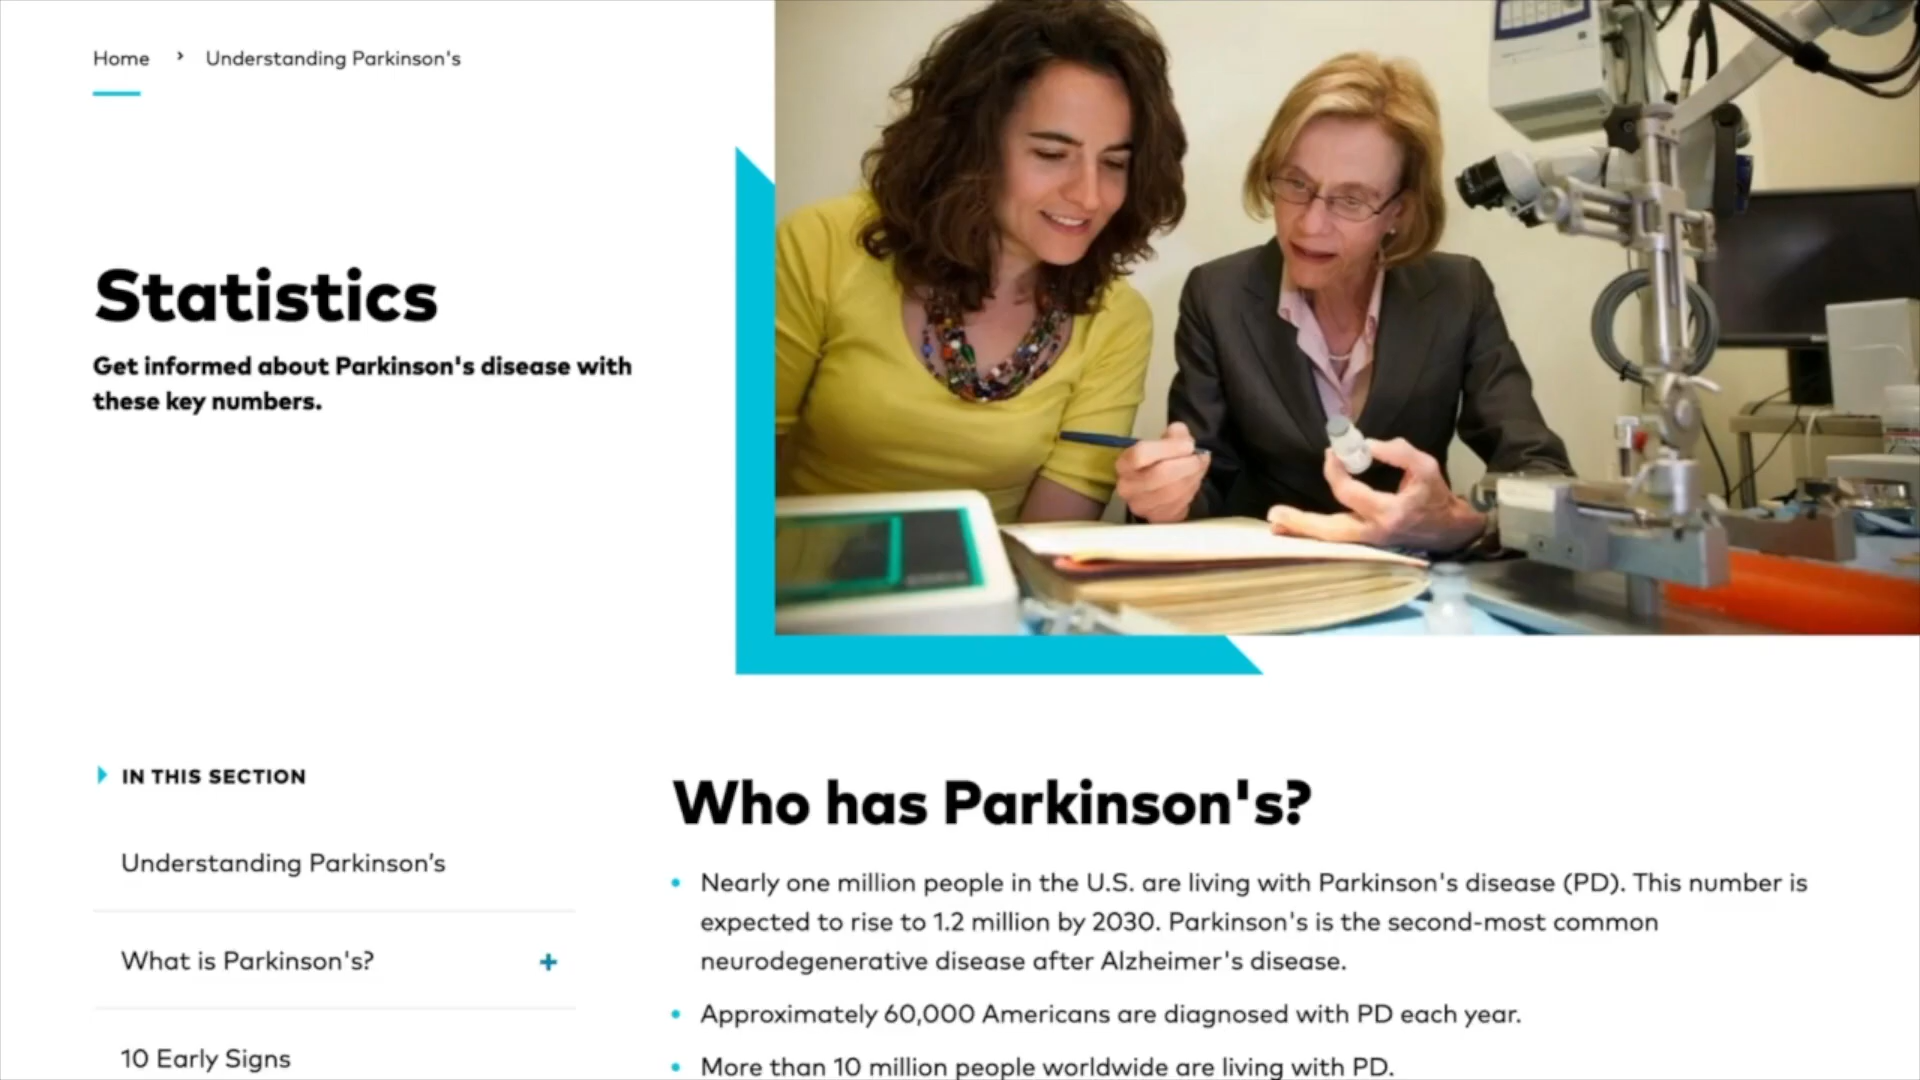 Home › Understanding Parkinson's
Statistics
Get informed about Parkinson's disease with
these key numbers.
IN THIS SECTION
Understanding Parkinson's
What is Parkinson's? +
10 Early Signs
Who has Parkinson's?
• Nearly one million people in the U.S. are living with Parkinson's disease (PD). This number is
expected to rise to 1.2 million by 2030. Parkinson's is the second-most common
neurodegenerative disease after Alzheimer's disease.
• Approximately 60,000 Americans are diagnosed with PD each year.
• More than 10 million people worldwide are living with PD.